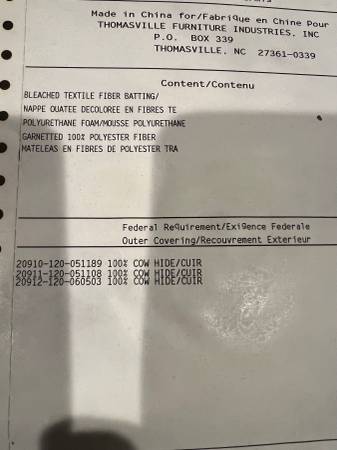 Made in China for/Fabrique en Chine Pour
THOMASVILLE FURNITURE INDUSTRIES, INC
P.O. BOX 339
THOMASVILLE, NC 27361-0339
Content/Contenu
BLEACHED TEXTILE FIBER BATTING/
NAPPE OUATEE DECOLOREE EN FIBRES TE
POLYURETHANE FOAM/MOUSSE POLYURETHANE
GARNETTED 100% POLYESTER FIBER
MATELEAS EN FIBRES DE POLYESTER TRA
Federal Requirement/Exigence Federale
Outer Covering/Recouvrement Exterieur
20910-120-051189 100% COW HIDE/CUIR
20911-120-051108 100% COW HIDE/CUIR
20912-120-060503 100% COW HIDE/CUIR